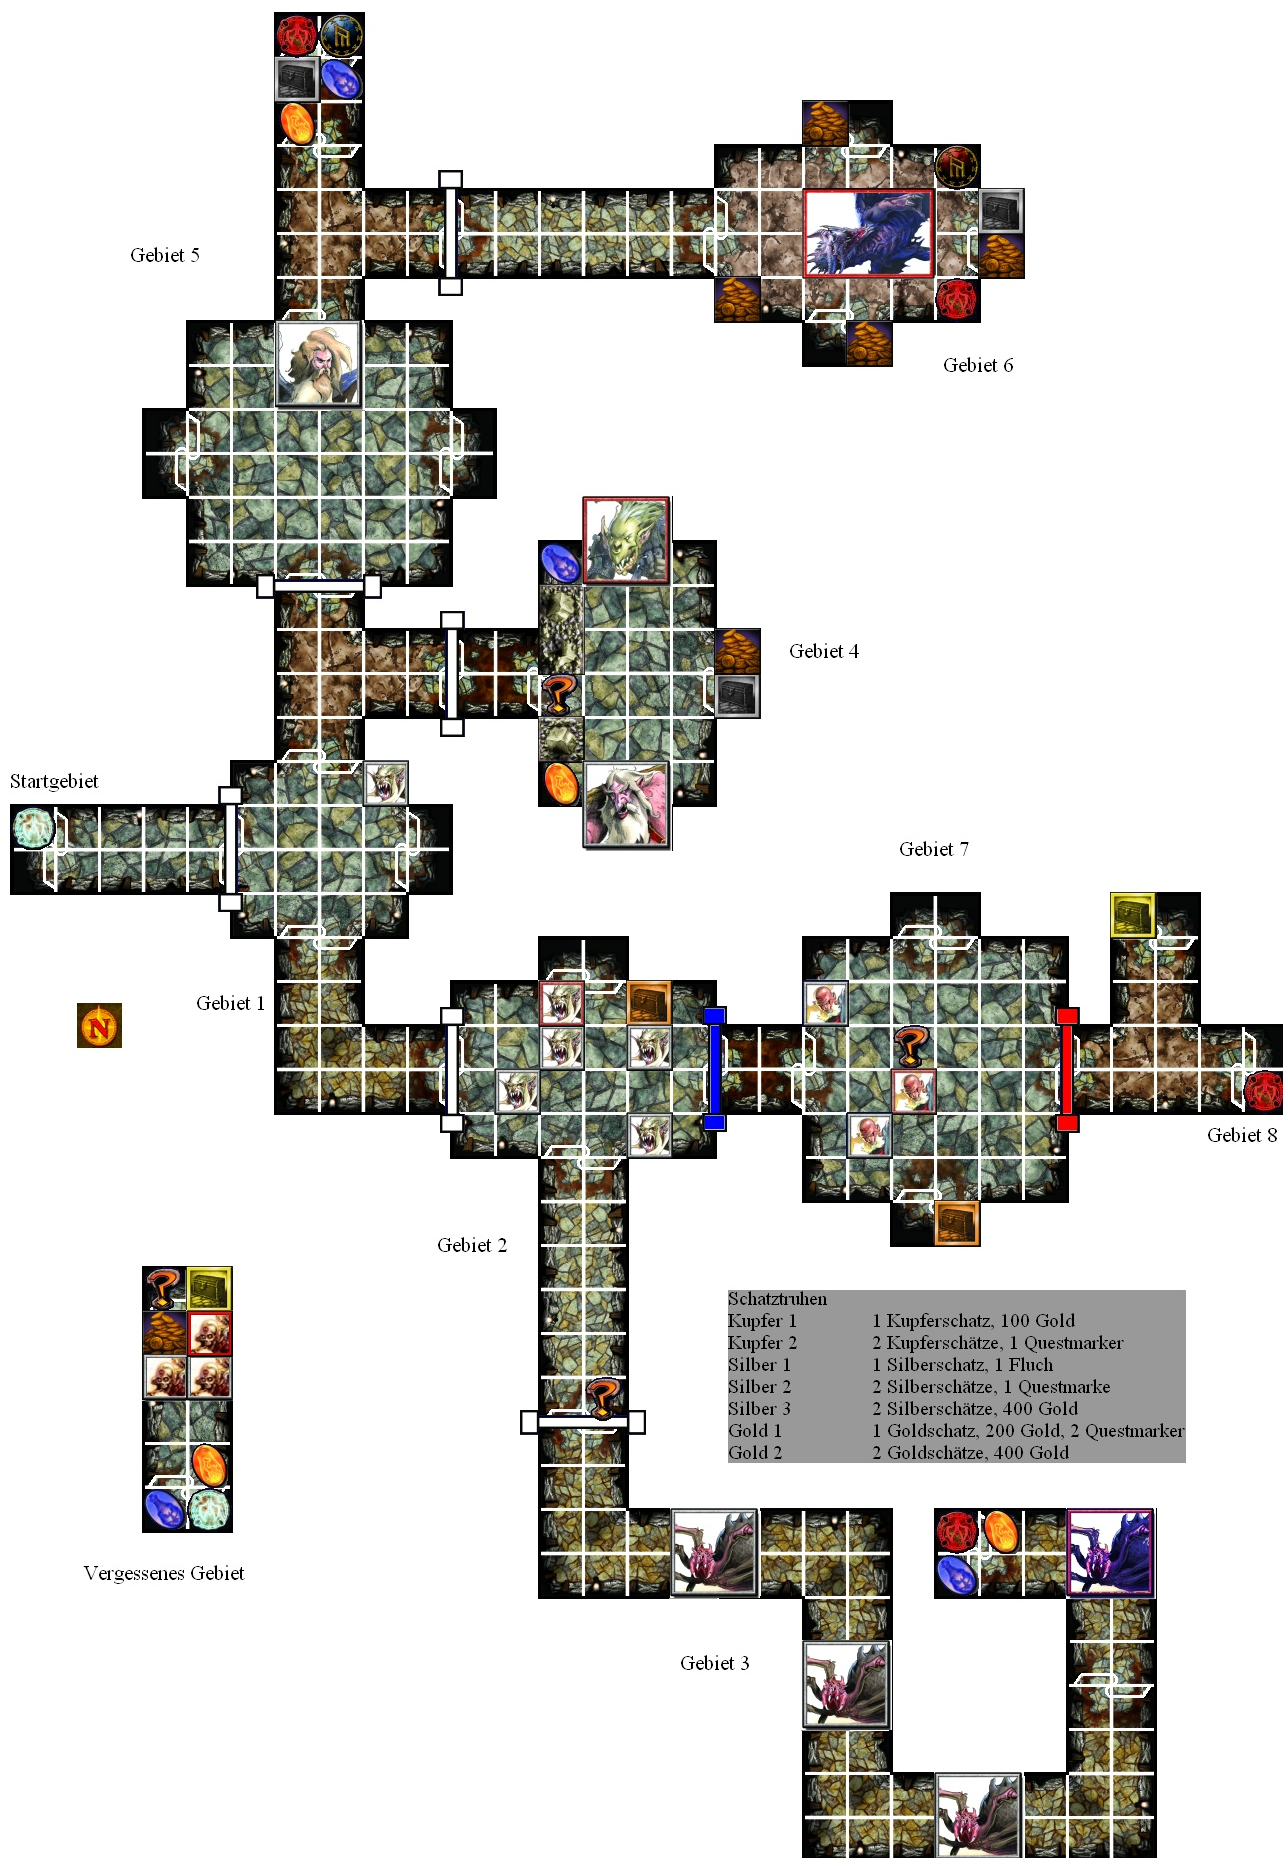 Gebiet 5
Gebiet 6
Gebiet 4
Startgebiet
Gebiet 7
Gebiet 1
N
Gebiet 8
Gebiet 2
Schatztruhen
Kupfer 1 1 Kupferschatz, 100 Gold
Kupfer 2 2 Kupferschätze, 1 Questmarker
Silber 1 1 Silberschatz, 1 Fluch
Silber 2 2 Silberschätze, 1 Questmarke
Silber 3 2 Silberschätze, 400 Gold
Gold 1 1 Goldschatz, 200 Gold, 2 Questmarker
Gold 2 2 Goldschätze, 400 Gold
Vergessenes Gebiet
Gebiet 3